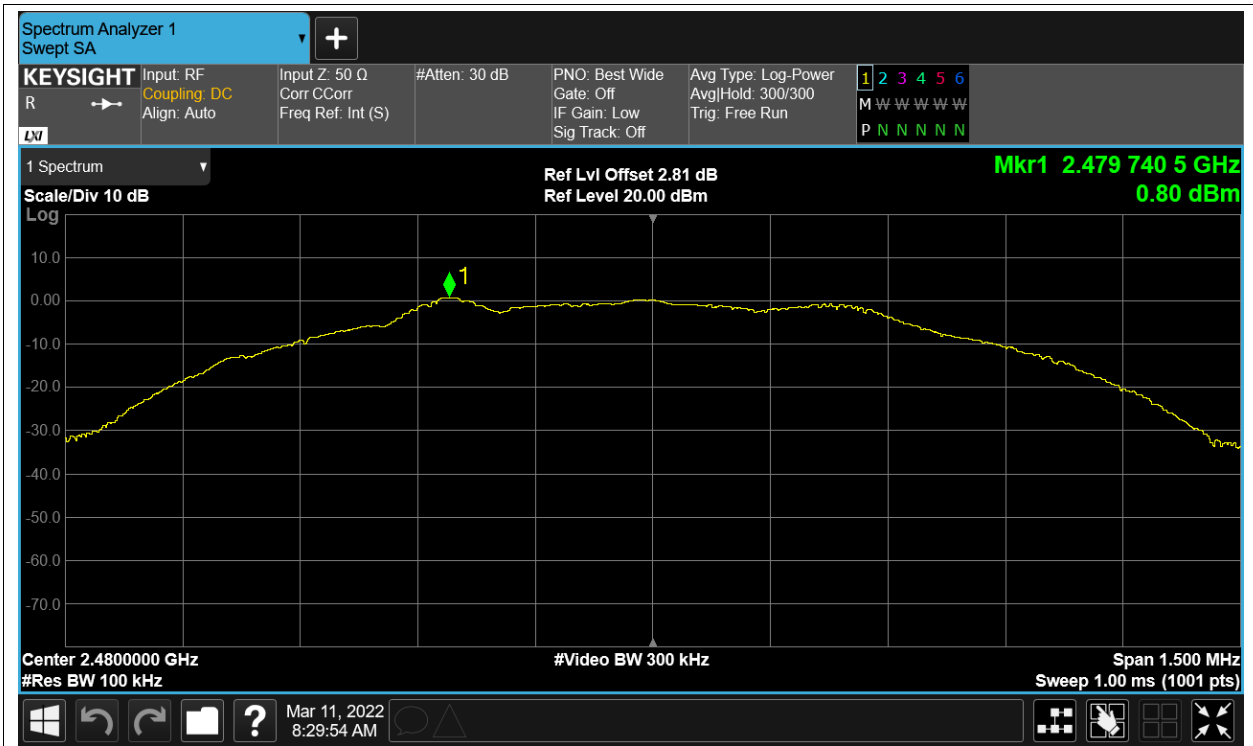 Spectrum Analyzer 1
Swept SA
+
KEYSIGHT
R
LXI
Input: RF
Coupling: DC
Align: Auto
Input Z: 50 Ω
Corr CCorr
Freq Ref: Int (S)
#Atten: 30 dB
PNO: Best Wide
Gate: Off
IF Gain: Low
Sig Track: Off
Avg Type: Log-Power
Avg|Hold: 300/300
Trig: Free Run
1 2 3 4 5 6
M W W W W W W
P N N N N N N
1 Spectrum
Scale/Div 10 dB
Log
Ref Lvl Offset 2.81 dB
Ref Level 20.00 dBm
Mkr1 2.479 740 5 GHz
0.80 dBm
10.0
1
0.00
-10.0
-20.0
-30.0
-40.0
-50.0
-60.0
-70.0
Center 2.4800000 GHz
#Res BW 100 kHz
#Video BW 300 kHz
Span 1.500 MHz
Sweep 1.00 ms (1001 pts)
?
Mar 11, 2022
8:29:54 AM